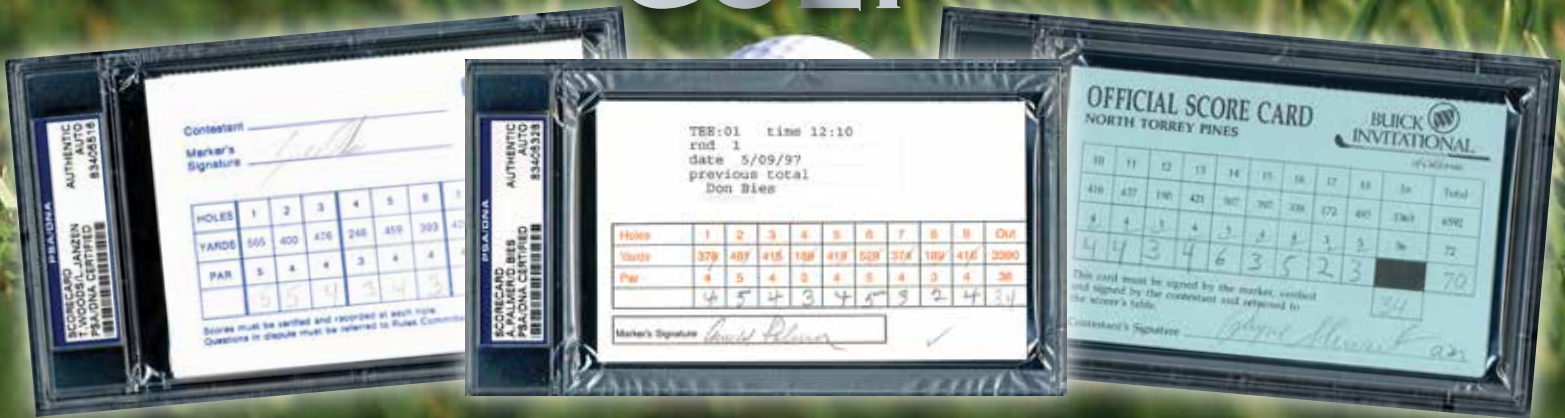 GOLF
PSA/DNA
SCORECARD AUTHENTIC
T.WOODS/L.JANZEN AUTO
PSA/DNA CERTIFIED 83406516
Contestant
Marker's
Signature
HOLES 1 2 3 4 5 6
YARDS 565 400 476 248 459 393
PAR 5 4 4 3 4 4
5 5 4 3 4 3
Scores must be verified and recorded at each hole.
Questions in dispute must be referred to Rules Committ
PSA/DNA
SCORECARD AUTHENTIC
A.PALMER/D.BIES AUTO
PSA/DNA CERTIFIED 83406328
TEE:01 time 12:10
rnd 1
date 5/09/97
previous total
Don Bies
Holes 1 2 3 4 5 6 7 8 9 Out
Yards
Par 4 5 4 3 4 5 4 3 4 36
4 5 4 3 4 5 3 2 4 34
Marker's Signature Arnold Palmer
OFFICIAL SCORE CARD
NORTH TORREY PINES
BUICK
INVITATIONAL
10 11 12 13 14 15 16 17 18 In Total
72
4 4 3 4 6 3 5 2 3 70
34
This card must be signed by the marker, verified
and signed by the contestant and returned to
the scorer's table.
Contestant's Signature